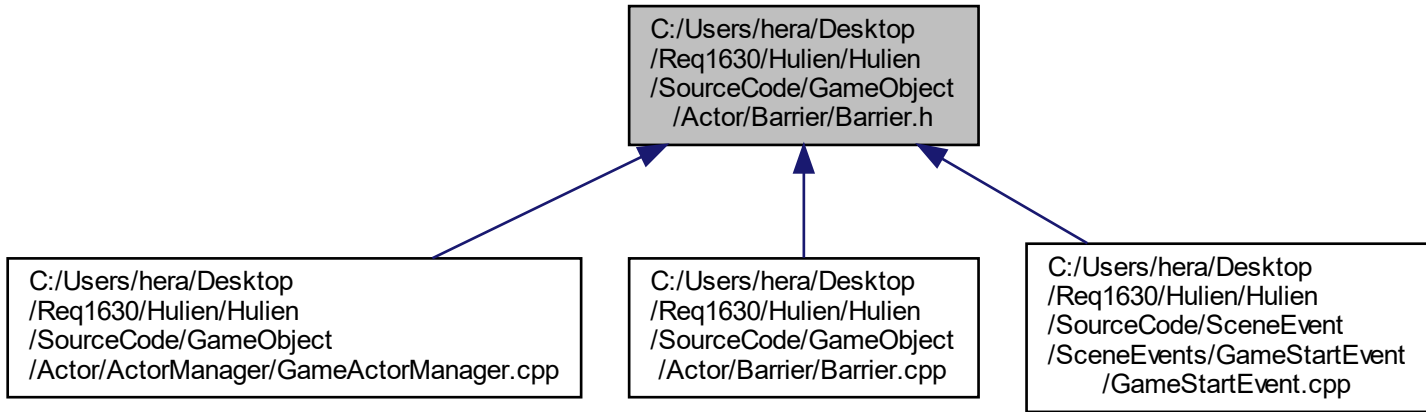 C:/Users/hera/Desktop
/Req1630/Hulien/Hulien
/SourceCode/GameObject
/Actor/Barrier/Barrier.h
C:/Users/hera/Desktop
/Req1630/Hulien/Hulien
/SourceCode/GameObject
/Actor/ActorManager/GameActorManager.cpp
C:/Users/hera/Desktop
/Req1630/Hulien/Hulien
/SourceCode/GameObject
/Actor/Barrier/Barrier.cpp
C:/Users/hera/Desktop
/Req1630/Hulien/Hulien
/SourceCode/SceneEvent
/SceneEvents/GameStartEvent
/GameStartEvent.cpp